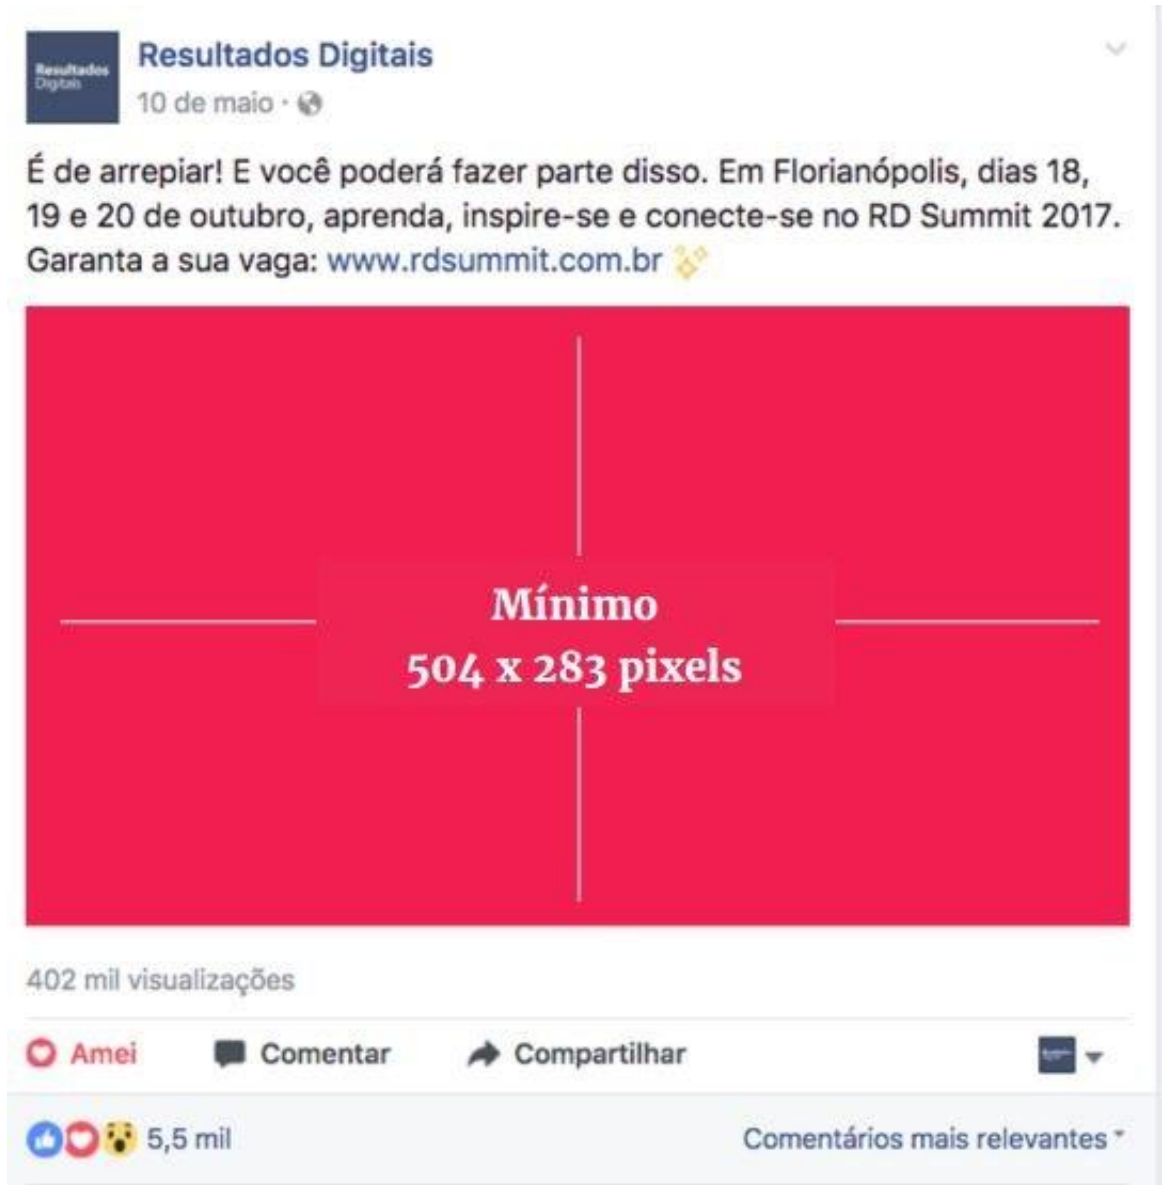 Resultados
Digitais
Resultados Digitais
10 de maio ·
É de arrepiar! E você poderá fazer parte disso. Em Florianópolis, dias 18,
19 e 20 de outubro, aprenda, inspire-se e conecte-se no RD Summit 2017.
Garanta a sua vaga: www.rdsummit.com.br
Mínimo
504 x 283 pixels
402 mil visualizações
Amei Comentar Compartilhar
5,5 mil Comentários mais relevantes